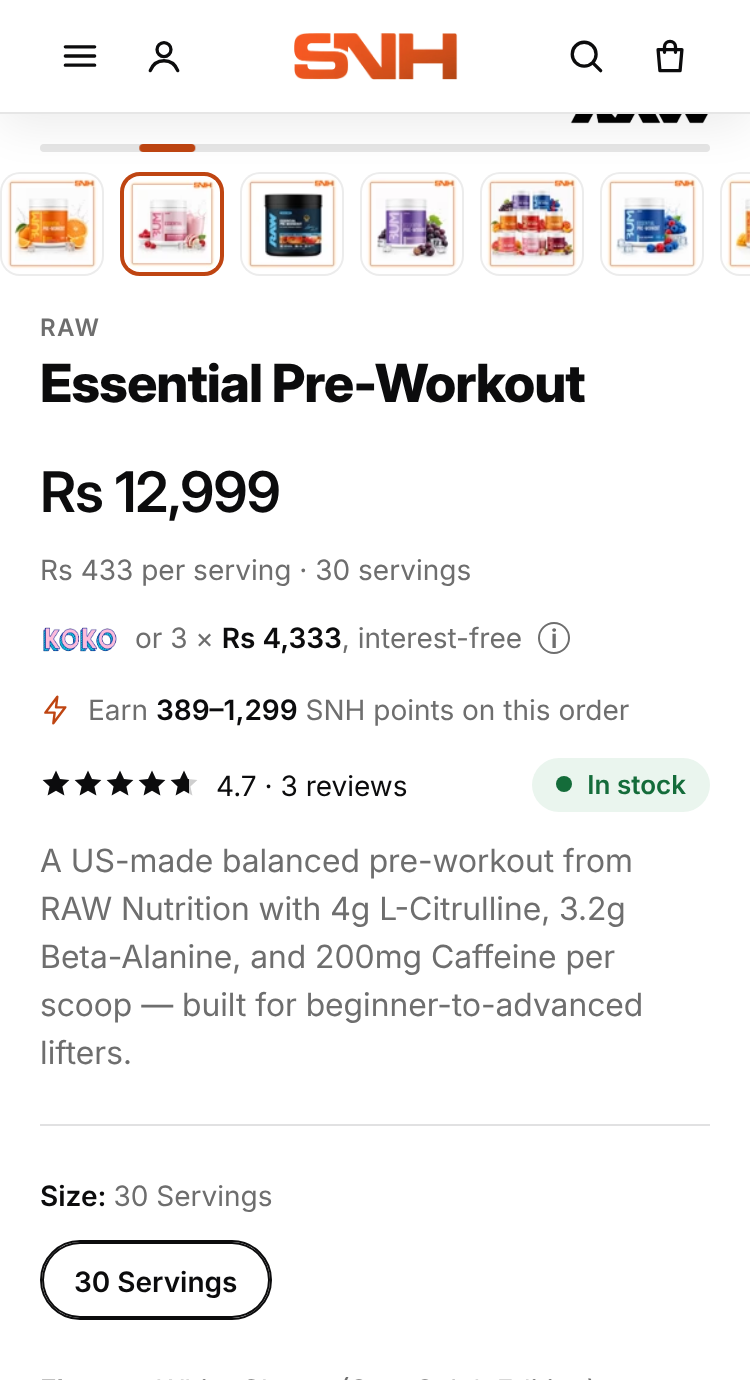 SNH
RAW
Essential Pre-Workout
Rs 12,999
Rs 433 per serving · 30 servings
KOKO or 3 × Rs 4,333, interest-free
Earn 389–1,299 SNH points on this order
4.7 · 3 reviews
In stock
A US-made balanced pre-workout from
RAW Nutrition with 4g L-Citrulline, 3.2g
Beta-Alanine, and 200mg Caffeine per
scoop — built for beginner-to-advanced
lifters.
Size: 30 Servings
30 Servings